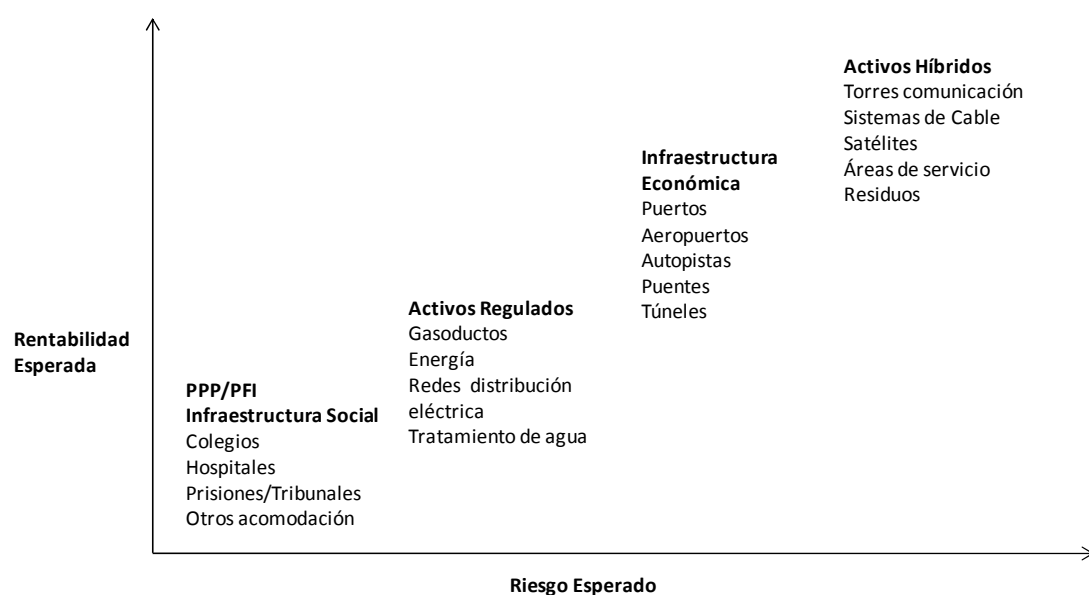 Activos Híbridos
Torres comunicación
Sistemas de Cable
Satélites
Áreas de servicio
Residuos
Infraestructura
Económica
Puertos
Aeropuertos
Autopistas
Puentes
Túneles
Activos Regulados
Gasoductos
Energía
Redes distribución
eléctrica
Tratamiento de agua
Rentabilidad
Esperada
PPP/PFI
Infraestructura Social
Colegios
Hospitales
Prisiones/Tribunales
Otros acomodación
Riesgo Esperado